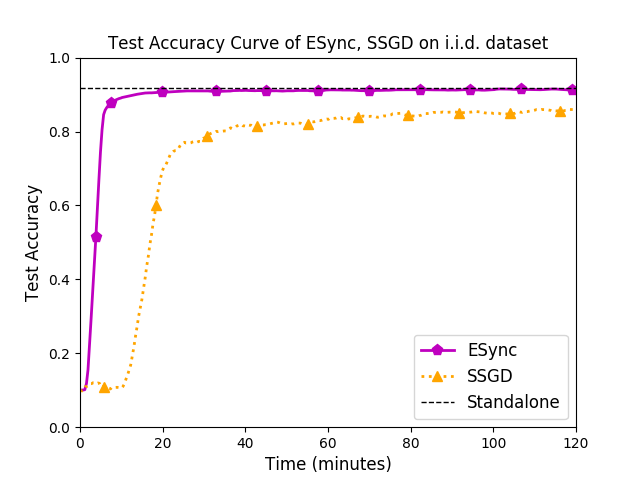 Test Accuracy Curve of ESync, SSGD on i.i.d. dataset
1.0
0.8
0.6
0.4
0.2
0.0
Test Accuracy
0 20 40 60 80 100 120
Time (minutes)
ESync
SSGD
Standalone